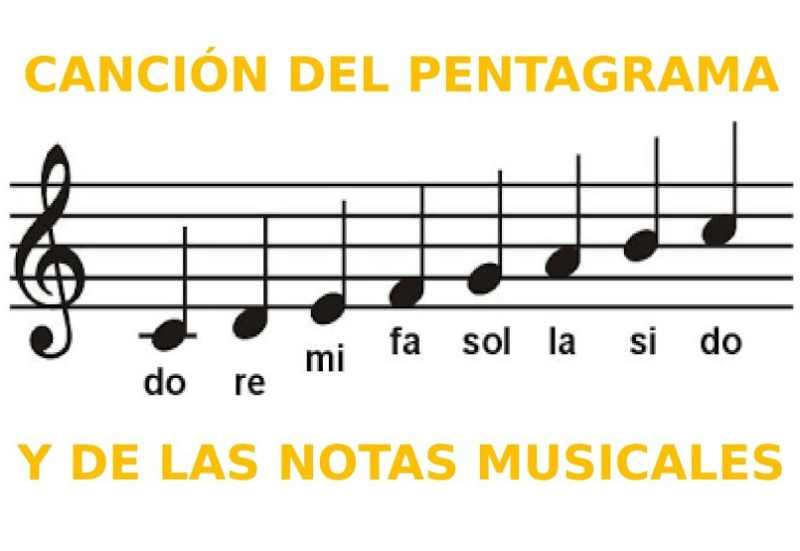 CANCIÓN DEL PENTAGRAMA
do re mi fa sol la si do
Y DE LAS NOTAS MUSICALES